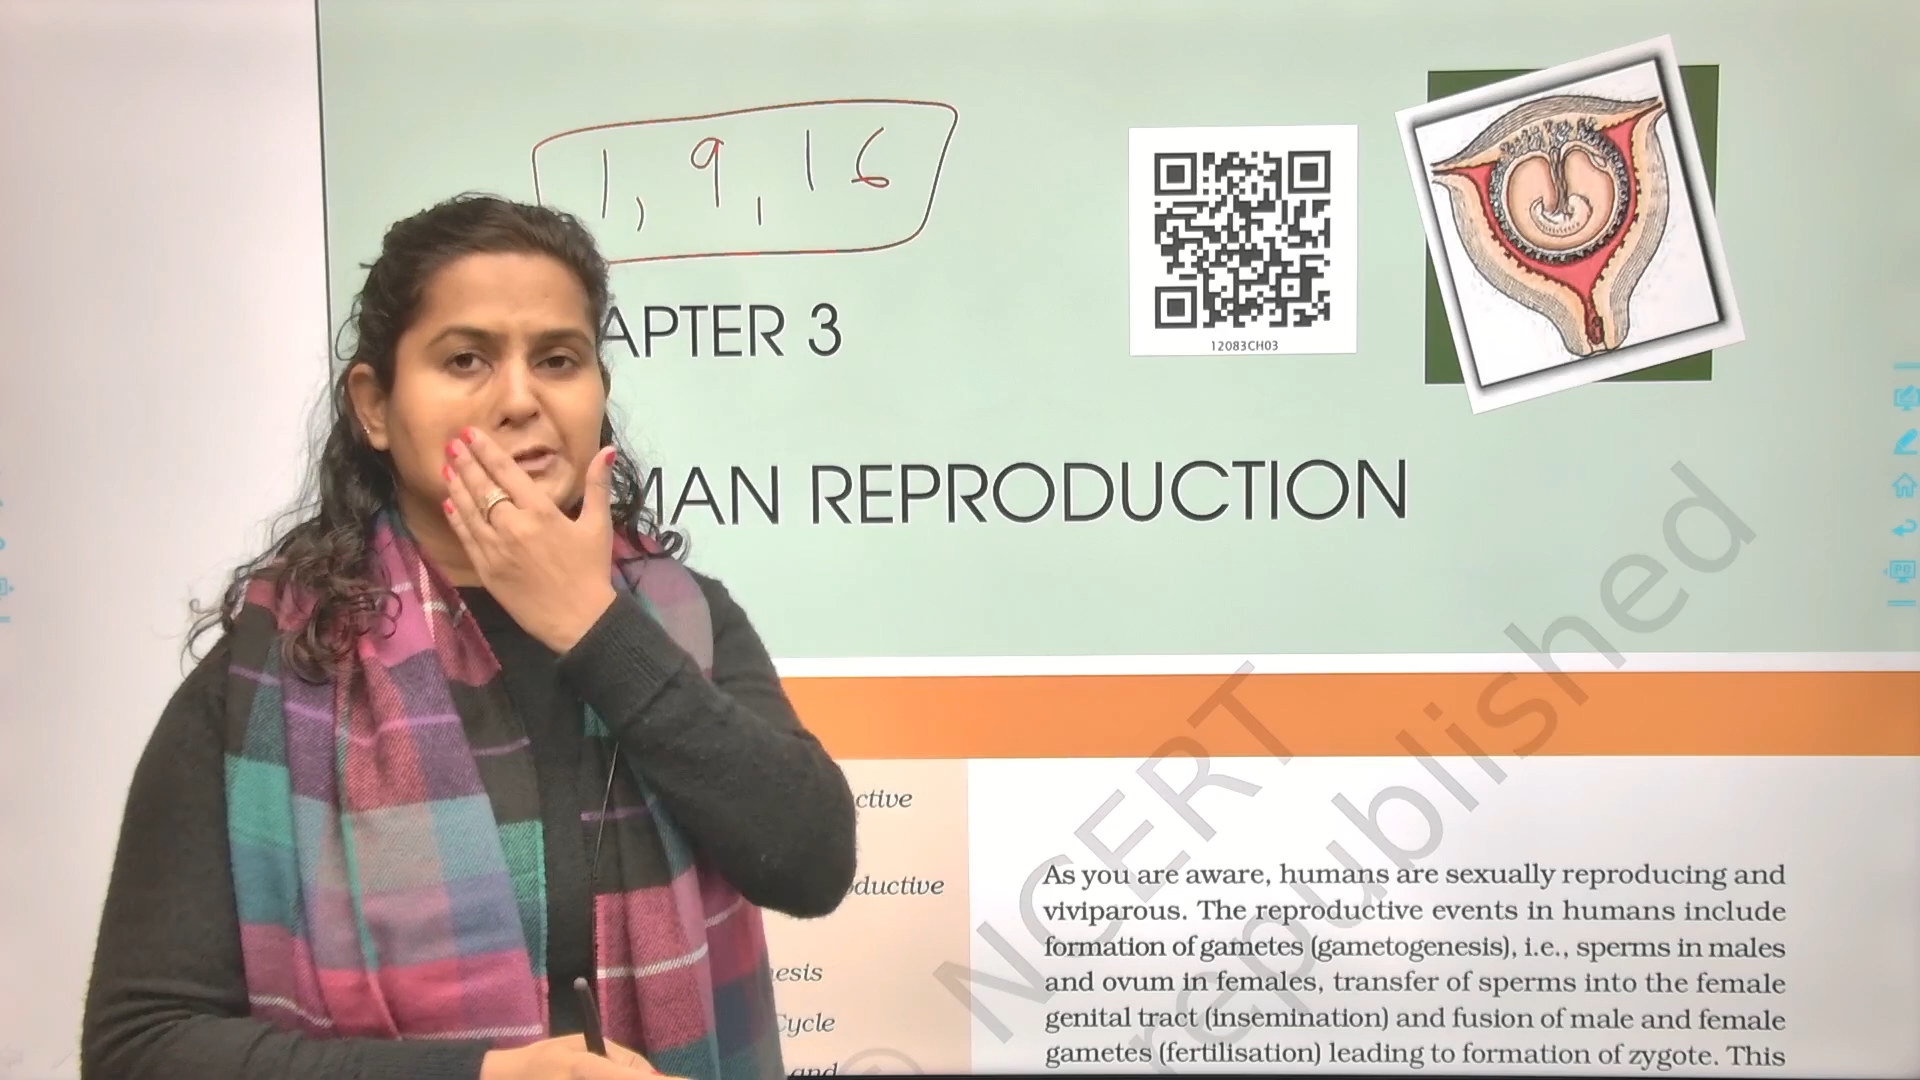 1, 9, 16
APTER 3
12083CH03
MAN REPRODUCTION
ctive
ductive
esis
Cycle
and
As you are aware, humans are sexually reproducing and
viviparous. The reproductive events in humans include
formation of gametes (gametogenesis), i.e., sperms in males
and ovum in females, transfer of sperms into the female
genital tract (insemination) and fusion of male and female
gametes (fertilisation) leading to formation of zygote. This
© NCERT
republished